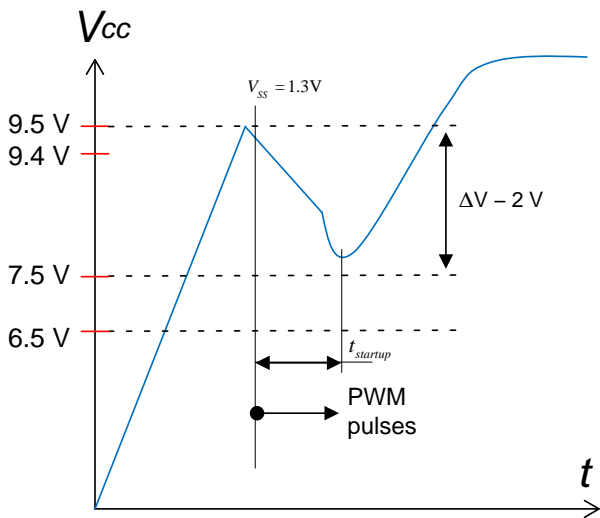 Vcc
V_SS = 1.3V
9.5 V
9.4 V
ΔV – 2 V
7.5 V
6.5 V
t_startup
PWM
pulses
t